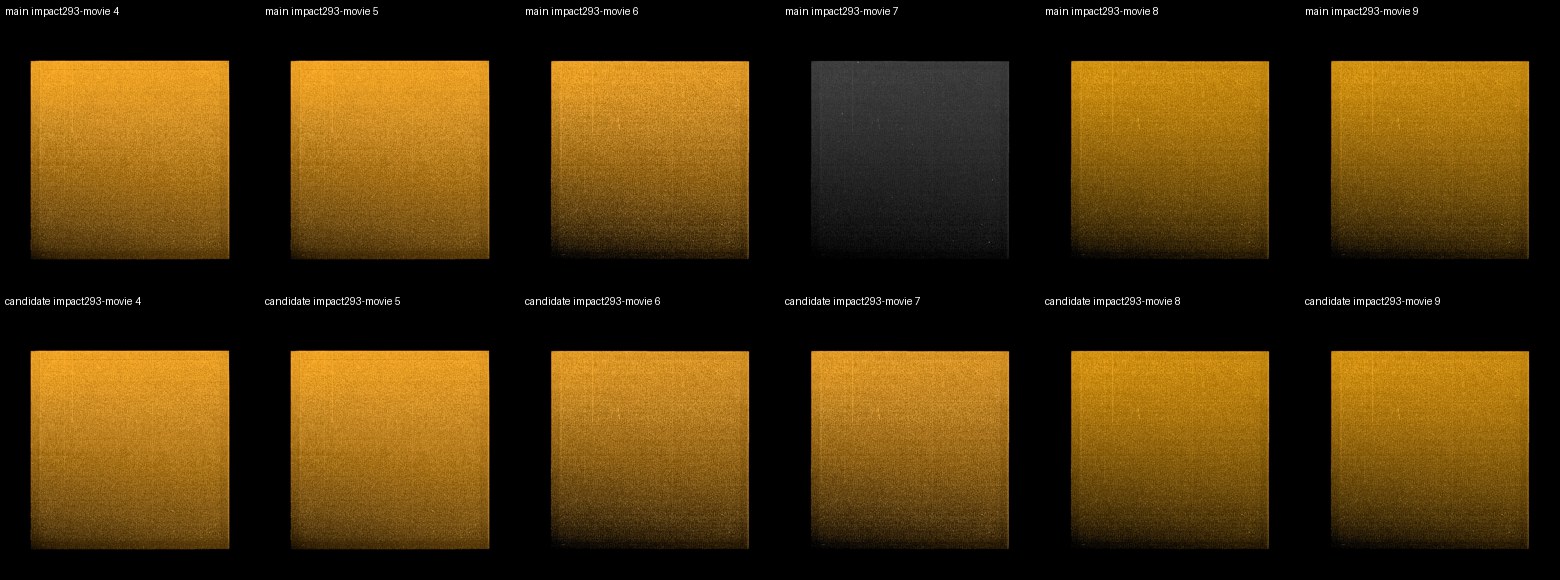 main impact293-movie 4
main impact293-movie 5
main impact293-movie 6
main impact293-movie 7
main impact293-movie 8
main impact293-movie 9
candidate impact293-movie 4
candidate impact293-movie 5
candidate impact293-movie 6
candidate impact293-movie 7
candidate impact293-movie 8
candidate impact293-movie 9